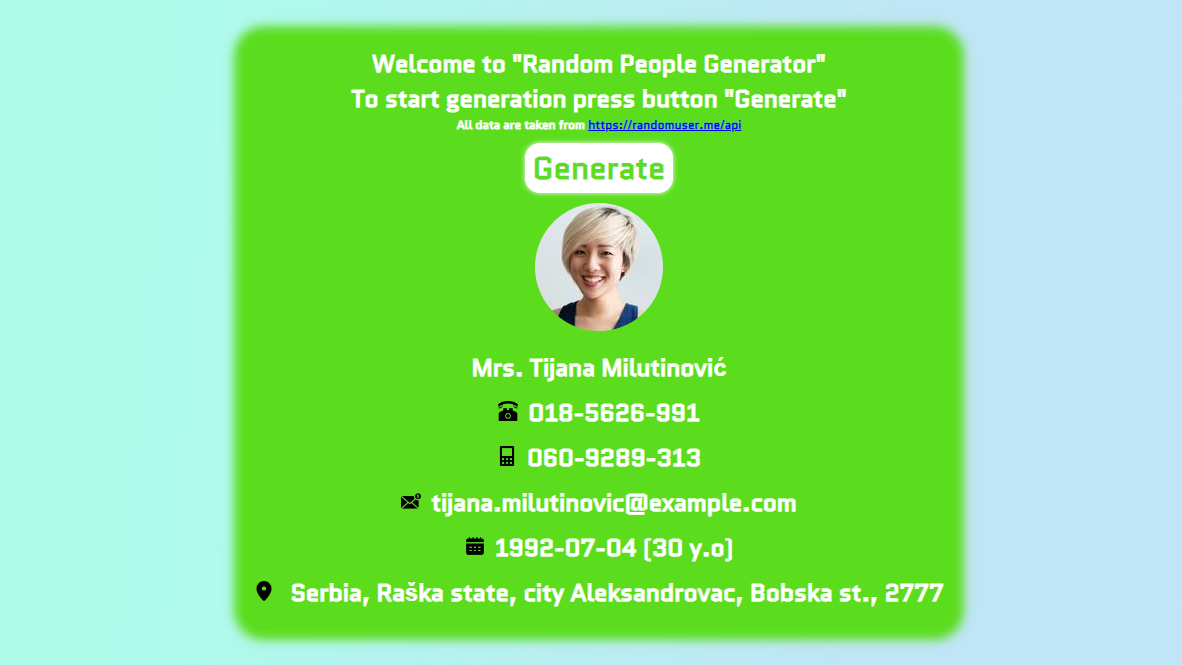 Welcome to "Random People Generator"
To start generation press button "Generate"
All data are taken from https://randomuser.me/api
Generate
Mrs. Tijana Milutinović
018-5626-991
060-9289-313
tijana.milutinovic@example.com
1992-07-04 (30 y.o)
Serbia, Raška state, city Aleksandrovac, Bobska st., 2777